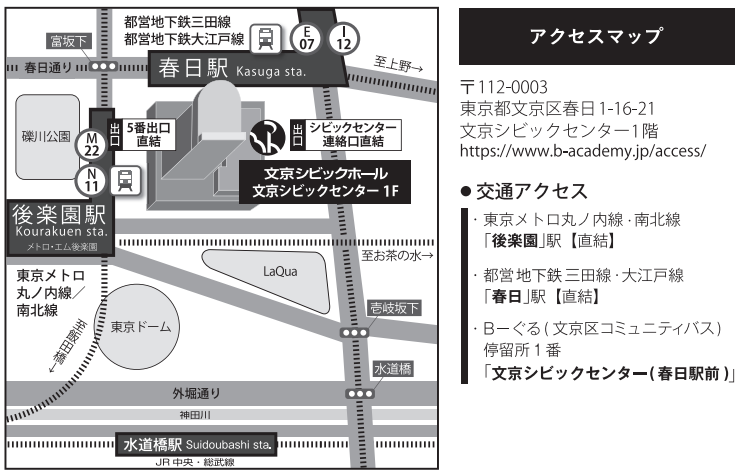 都営地下鉄三田線
都営地下鉄大江戸線
E
07
I
12
富坂下
春日通り
春日駅 Kasuga sta.
至上野→
礫川公園
M
22
出口
5番出口
直結
出口
シビックセンター
連絡口直結
N
11
文京シビックホール
文京シビックセンター 1F
後楽園駅
Kourakuen sta.
メトロ・エム後楽園
至お茶の水→
東京メトロ
丸ノ内線／
南北線
LaQua
至飯田橋→
東京ドーム
壱岐坂下
水道橋
外堀通り
神田川
水道橋駅 Suidoubashi sta.
JR 中央・総武線
アクセスマップ
〒112-0003
東京都文京区春日1-16-21
文京シビックセンター1階
https://www.b-academy.jp/access/
● 交通アクセス
・東京メトロ丸ノ内線・南北線
「後楽園」駅【直結】
・都営地下鉄三田線・大江戸線
「春日」駅【直結】
・Bーぐる(文京区コミュニティバス)
停留所1番
「文京シビックセンター(春日駅前)」